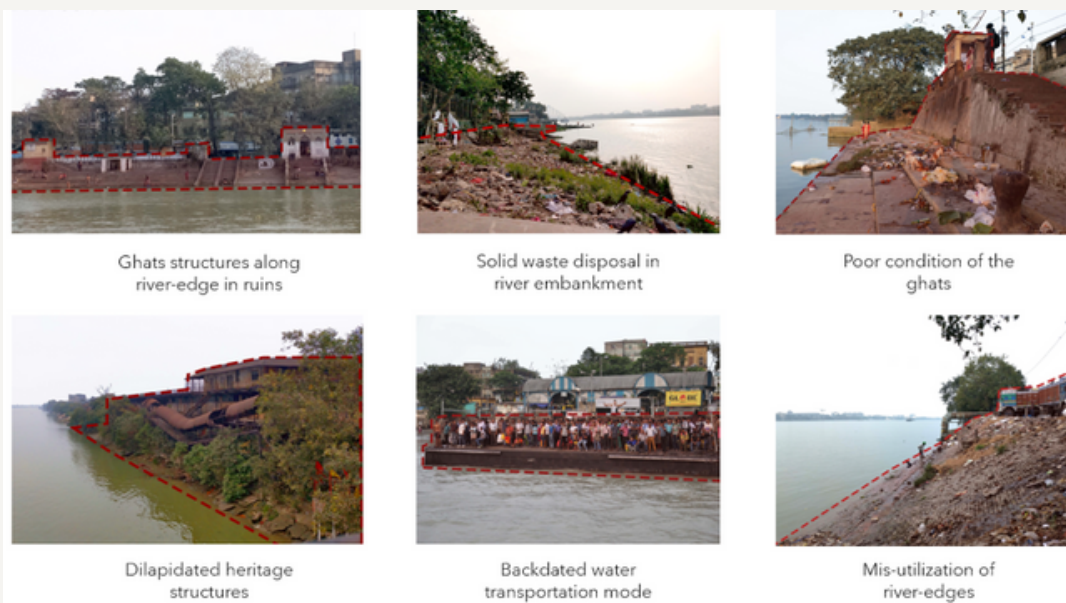 Ghats structures along
river-edge in ruins
Solid waste disposal in
river embankment
Poor condition of the
ghats
GLOBE
Dilapidated heritage
structures
Backdated water
transportation mode
Mis-utilization of
river-edges